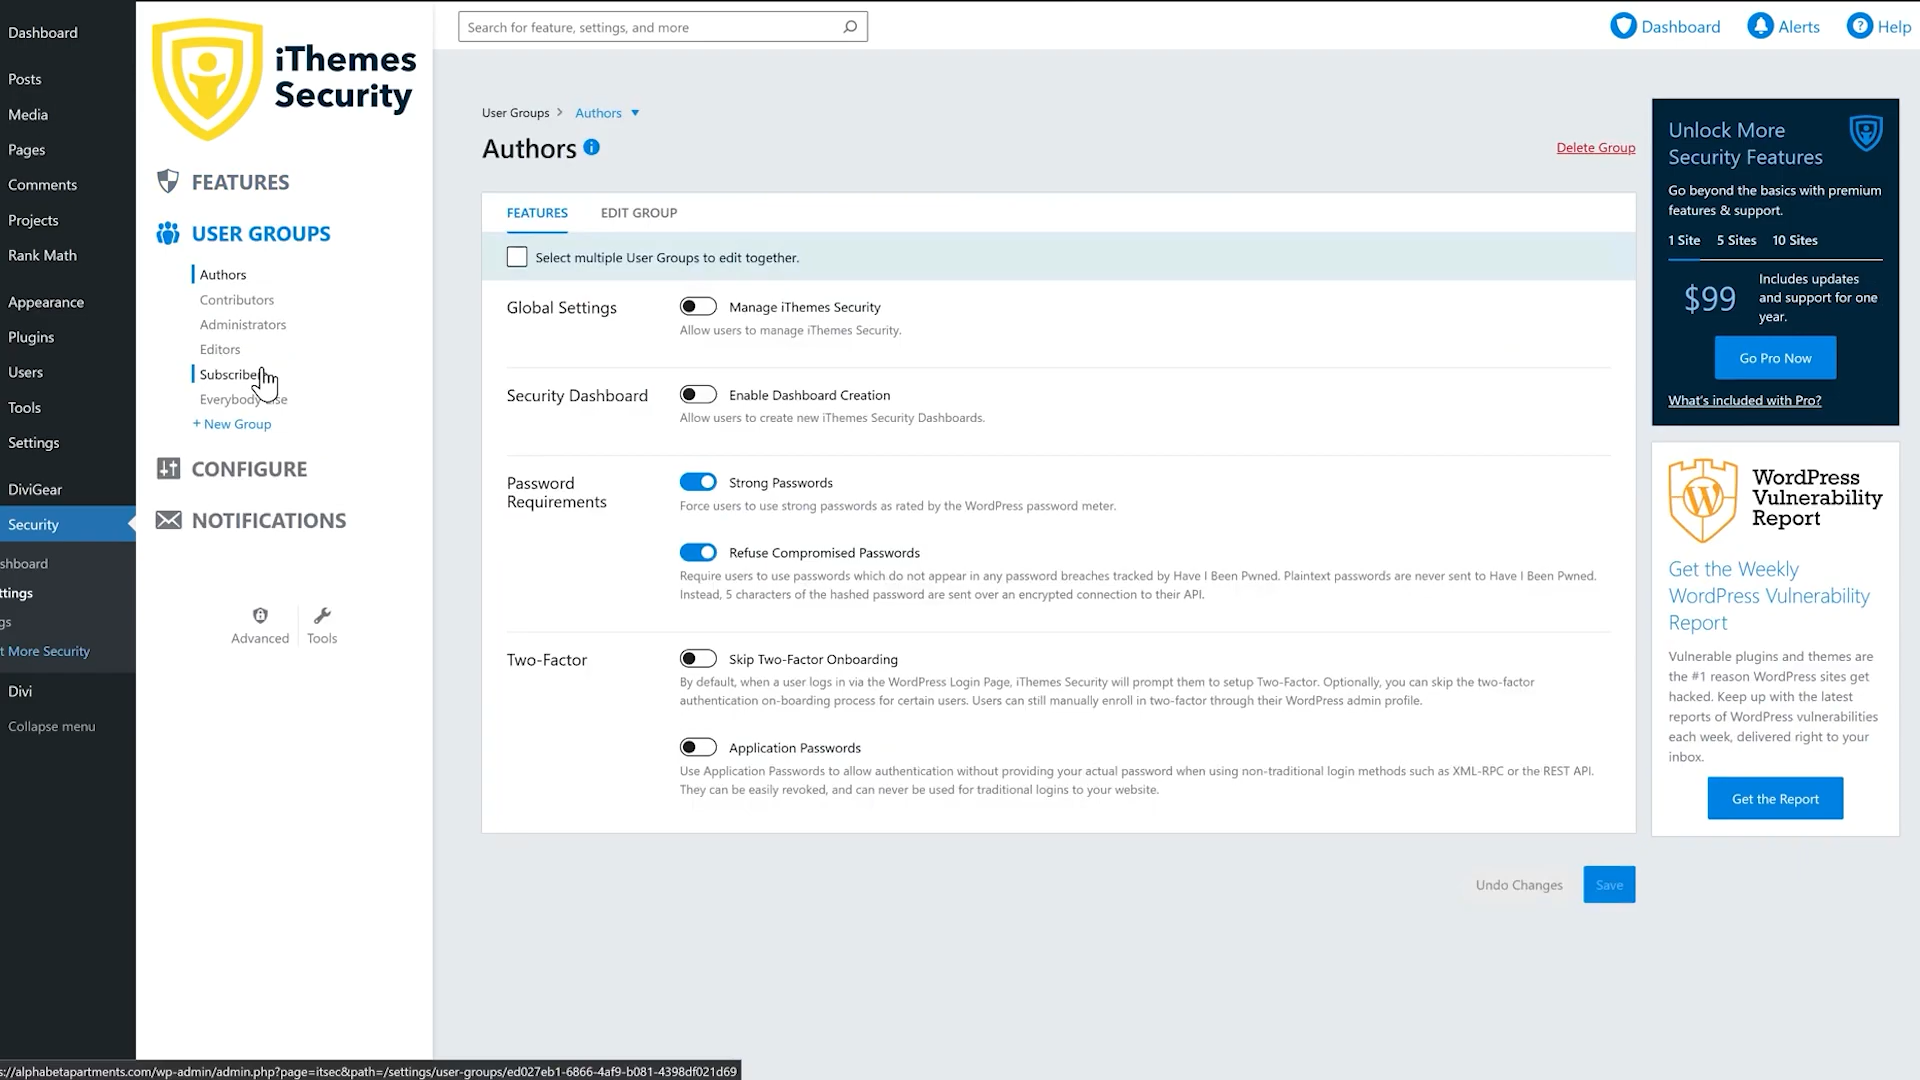 Dashboard
Posts
Media
Pages
Comments
Projects
Rank Math
Appearance
Plugins
Users
Tools
Settings
DiviGear
Security
shboard
ttings
gs
t More Security
Divi
Collapse menu
iThemes
Security
FEATURES
USER GROUPS
Authors
Contributors
Administrators
Editors
+ New Group
CONFIGURE
NOTIFICATIONS
Advanced
Tools
Search for feature, settings, and more
Dashboard
Alerts
Help
User Groups > Authors
Authors
Delete Group
FEATURES
EDIT GROUP
Select multiple User Groups to edit together.
Global Settings
Manage iThemes Security
Allow users to manage iThemes Security.
Security Dashboard
Enable Dashboard Creation
Allow users to create new iThemes Security Dashboards.
Password
Requirements
Strong Passwords
Force users to use strong passwords as rated by the WordPress password meter.
Refuse Compromised Passwords
Require users to use passwords which do not appear in any password breaches tracked by Have I Been Pwned. Plaintext passwords are never sent to Have I Been Pwned.
Instead, 5 characters of the hashed password are sent over an encrypted connection to their API.
Two-Factor
Skip Two-Factor Onboarding
By default, when a user logs in via the WordPress Login Page, iThemes Security will prompt them to setup Two-Factor. Optionally, you can skip the two-factor
authentication on-boarding process for certain users. Users can still manually enroll in two-factor through their WordPress admin profile.
Application Passwords
Use Application Passwords to allow authentication without providing your actual password when using non-traditional login methods such as XML-RPC or the REST API.
They can be easily revoked, and can never be used for traditional logins to your website.
Undo Changes
Save
Unlock More
Security Features
Go beyond the basics with premium
features & support.
1 Site 5 Sites 10 Sites
$99
Includes updates
and support for one
year.
Go Pro Now
What's included with Pro?
WordPress
Vulnerability
Report
Get the Weekly
WordPress Vulnerability
Report
Vulnerable plugins and themes are
the #1 reason WordPress sites get
hacked. Keep up with the latest
reports of WordPress vulnerabilities
each week, delivered right to your
inbox.
Get the Report
s://alphabetapartments.com/wp-admin/admin.php?page=itsec&path=/settings/user-groups/ed027eb1-6866-4af9-b081-4398df021d69